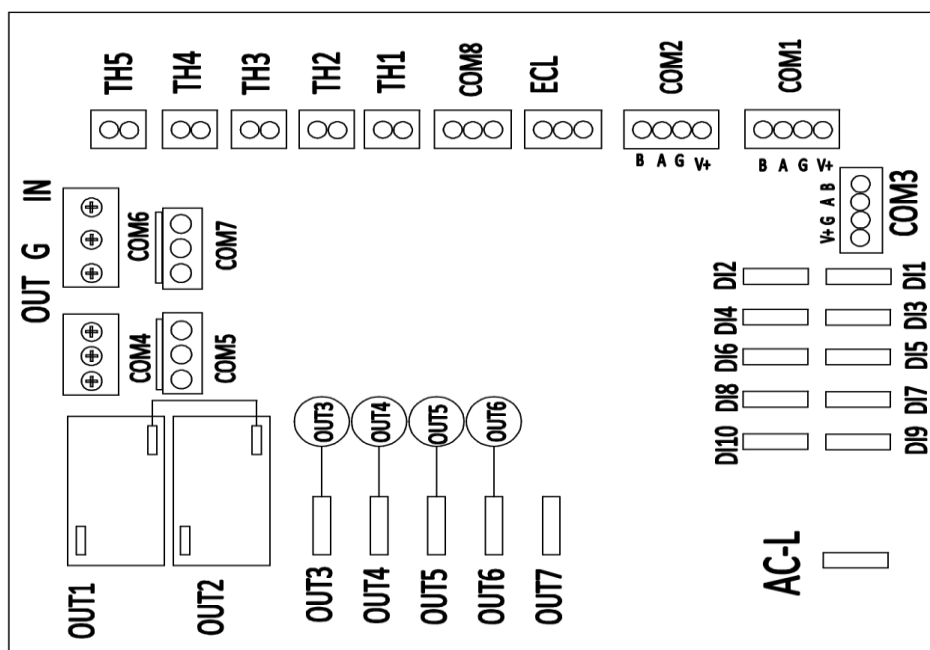 TH5
TH4
TH3
TH2
TH1
COM8
ECL
COM2
COM1
B A G V+
B A G V+
V+ G A B
COM3
OUT G IN
COM6
COM7
COM4
COM5
DI2
DI1
DI4
DI3
DI6
DI5
DI8
DI7
DI10
DI9
OUT3
OUT4
OUT5
OUT6
OUT1
OUT2
OUT3
OUT4
OUT5
OUT6
OUT7
AC-L